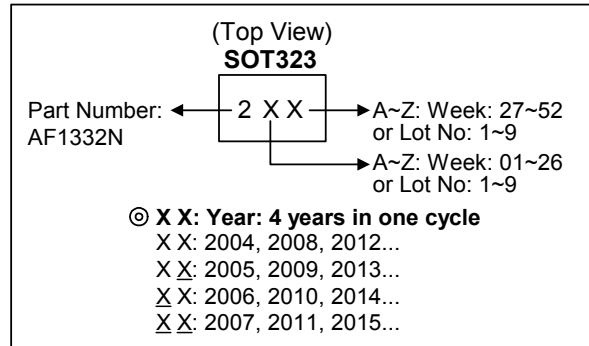 (Top View)
SOT323
Part Number:
AF1332N
2 X X
A~Z: Week: 27~52
or Lot No: 1~9
A~Z: Week: 01~26
or Lot No: 1~9
◎ X X: Year: 4 years in one cycle
X X: 2004, 2008, 2012...
X X̲: 2005, 2009, 2013...
X̲ X: 2006, 2010, 2014...
X̲ X̲: 2007, 2011, 2015...